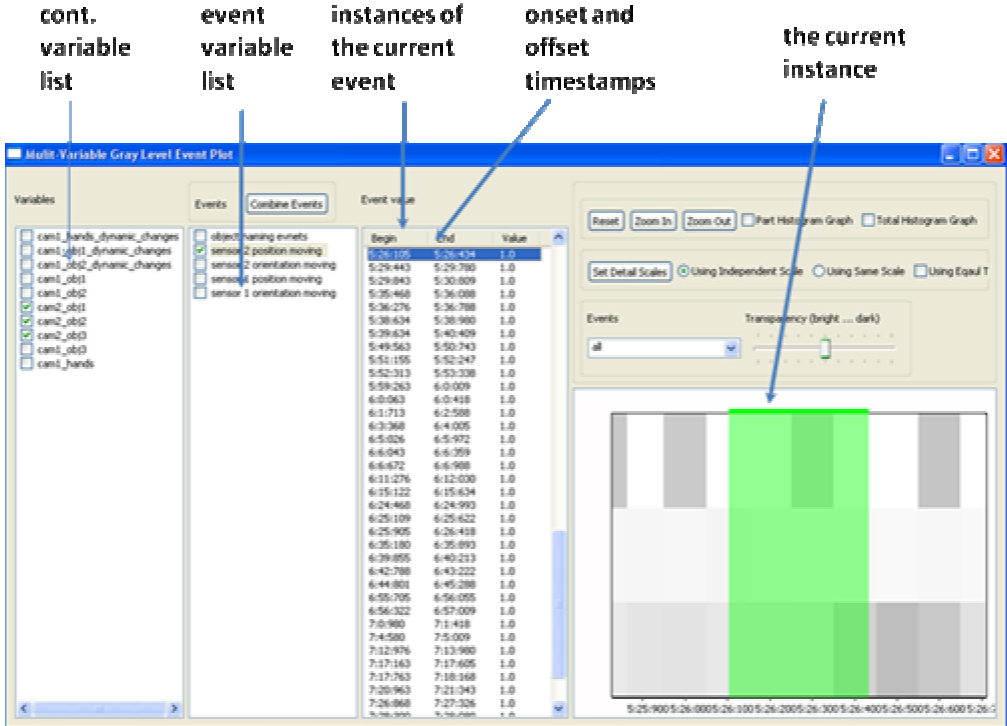 cont.
variable
list
event
variable
list
instances of
the current
event
onset and
offset
timestamps
the current
instance
Mulit-Variable Gray Level Event Plot
Variables
cam1_hands_dynamic_changes
cam1_obj1_dynamic_changes
cam1_obj2_dynamic_changes
cam1_obj1
cam1_obj2
cam2_obj1
cam2_obj2
cam2_obj3
cam1_obj3
cam1_hands
Events Combine Events
object naming evnets
sensor 2 position moving
sensor 2 orientation moving
sensor 1 position moving
sensor 1 orientation moving
Event value
Begin End Value
5:26:105 5:26:434 1.0
5:29:443 5:29:780 1.0
5:29:843 5:30:809 1.0
5:35:468 5:36:088 1.0
5:36:276 5:36:788 1.0
5:38:634 5:38:980 1.0
5:39:634 5:40:409 1.0
5:49:563 5:50:743 1.0
5:51:155 5:52:247 1.0
5:52:313 5:53:338 1.0
5:59:263 6:0:009 1.0
6:0:063 6:0:418 1.0
6:1:713 6:2:588 1.0
6:3:368 6:4:005 1.0
6:5:026 6:5:972 1.0
6:6:043 6:6:359 1.0
6:6:672 6:6:988 1.0
6:11:276 6:12:030 1.0
6:15:122 6:15:634 1.0
6:24:468 6:24:993 1.0
6:25:109 6:25:622 1.0
6:25:905 6:26:418 1.0
6:35:180 6:35:893 1.0
6:39:855 6:40:213 1.0
6:42:788 6:43:222 1.0
6:44:801 6:45:288 1.0
6:55:705 6:56:055 1.0
6:56:322 6:57:009 1.0
7:0:980 7:1:418 1.0
7:4:580 7:5:009 1.0
7:12:976 7:13:980 1.0
7:17:163 7:17:605 1.0
7:17:763 7:18:168 1.0
7:20:963 7:21:343 1.0
7:26:868 7:27:326 1.0
Reset Zoom In Zoom Out Part Histogram Graph Total Histogram Graph
Set Detail Scales Using Independent Scale Using Same Scale Using Eqaul T
Events Transparency (bright .... dark)
all
5:25:900 5:26:000 5:26:100 5:26:200 5:26:300 5:26:400 5:26:500 5:26:600 5:26:7